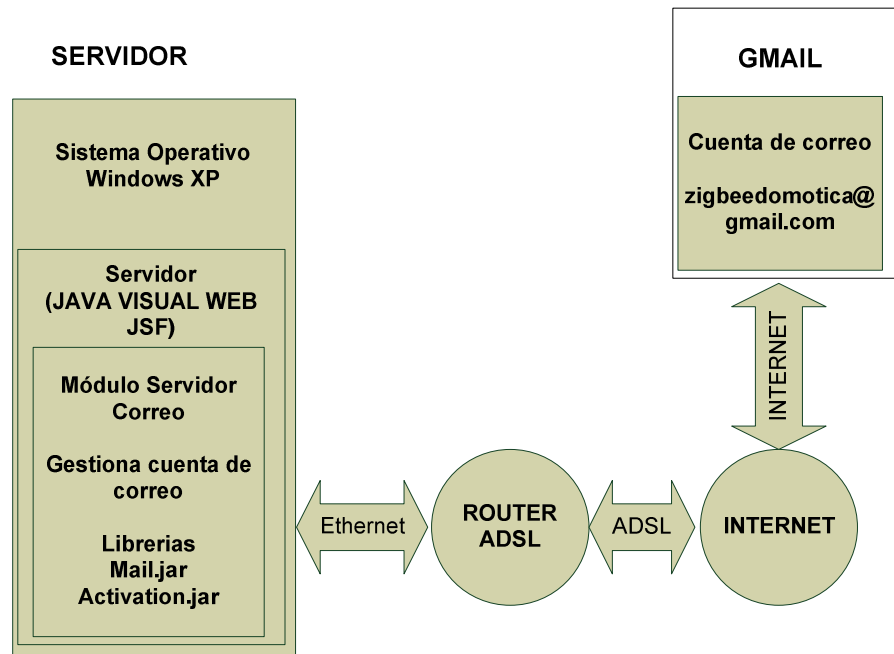 SERVIDOR
Sistema Operativo
Windows XP
Servidor
(JAVA VISUAL WEB
JSF)
Módulo Servidor
Correo
Gestiona cuenta de
correo
Librerias
Mail.jar
Activation.jar
Ethernet
ROUTER
ADSL
ADSL
INTERNET
INTERNET
GMAIL
Cuenta de correo
zigbeedomotica@
gmail.com